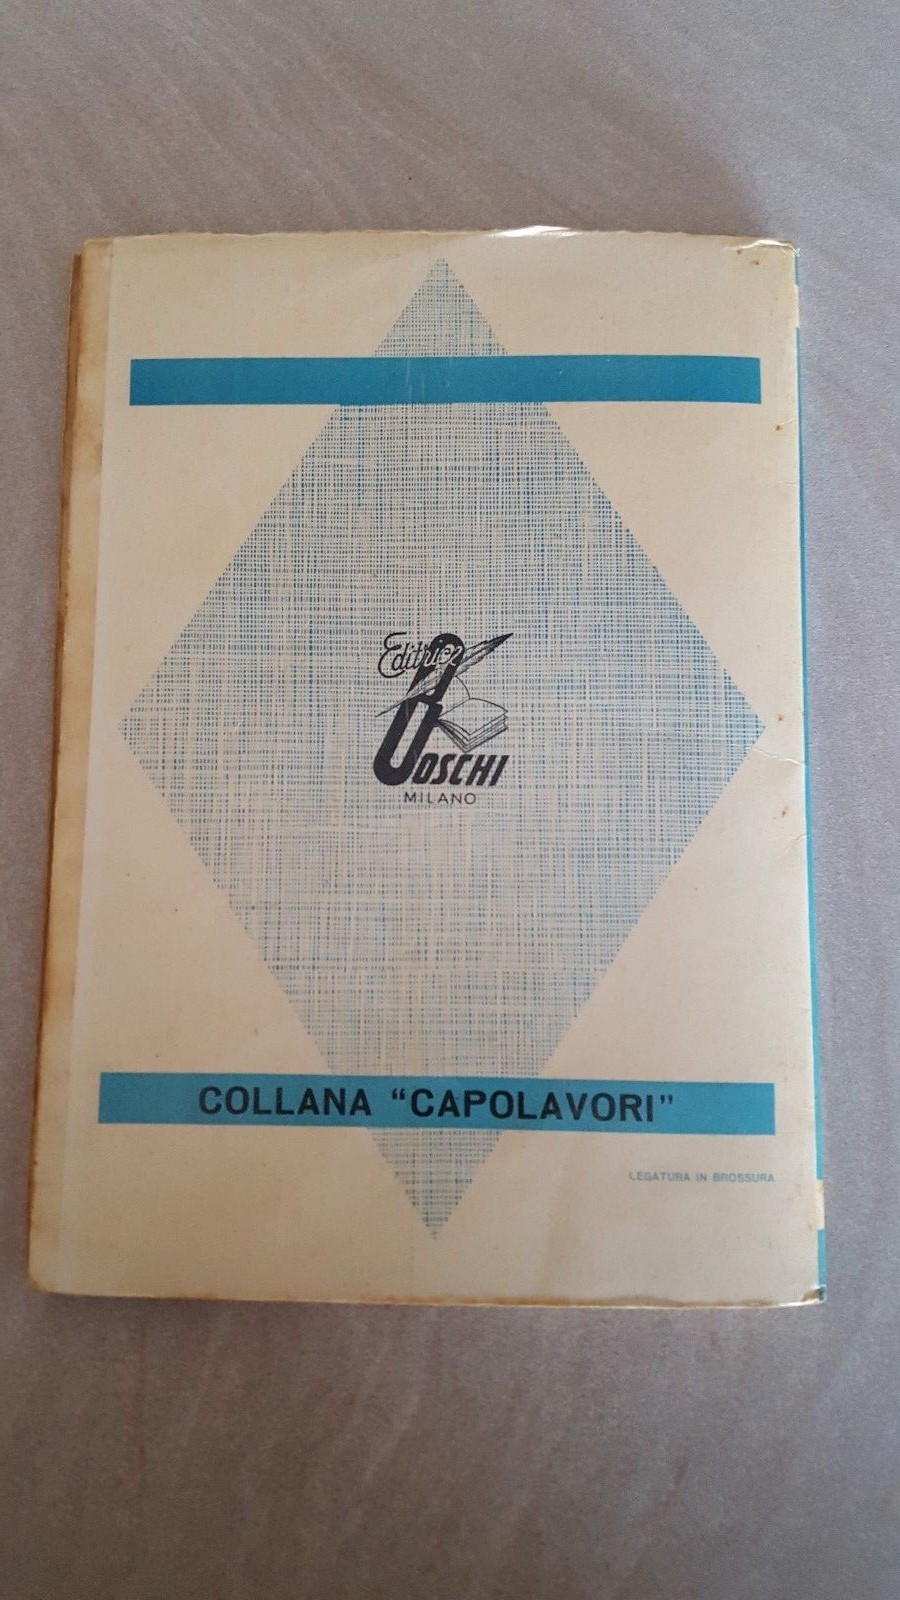 Editrice
BOSCHI
MILANO
COLLANA "CAPOLAVORI"
LEGATURA IN BROSSURA